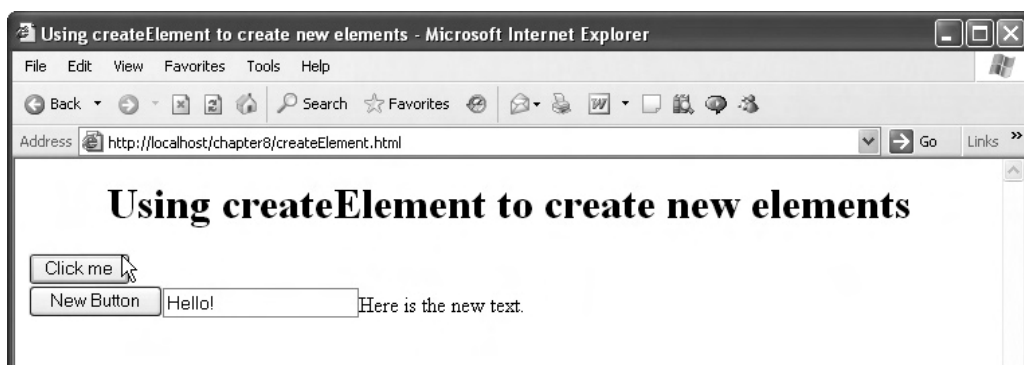 Using createElement to create new elements - Microsoft Internet Explorer
File Edit View Favorites Tools Help
Back Search Favorites W
Address http://localhost/chapter8/createElement.html Go Links »
Using createElement to create new elements
Click me
New Button Hello! Here is the new text.